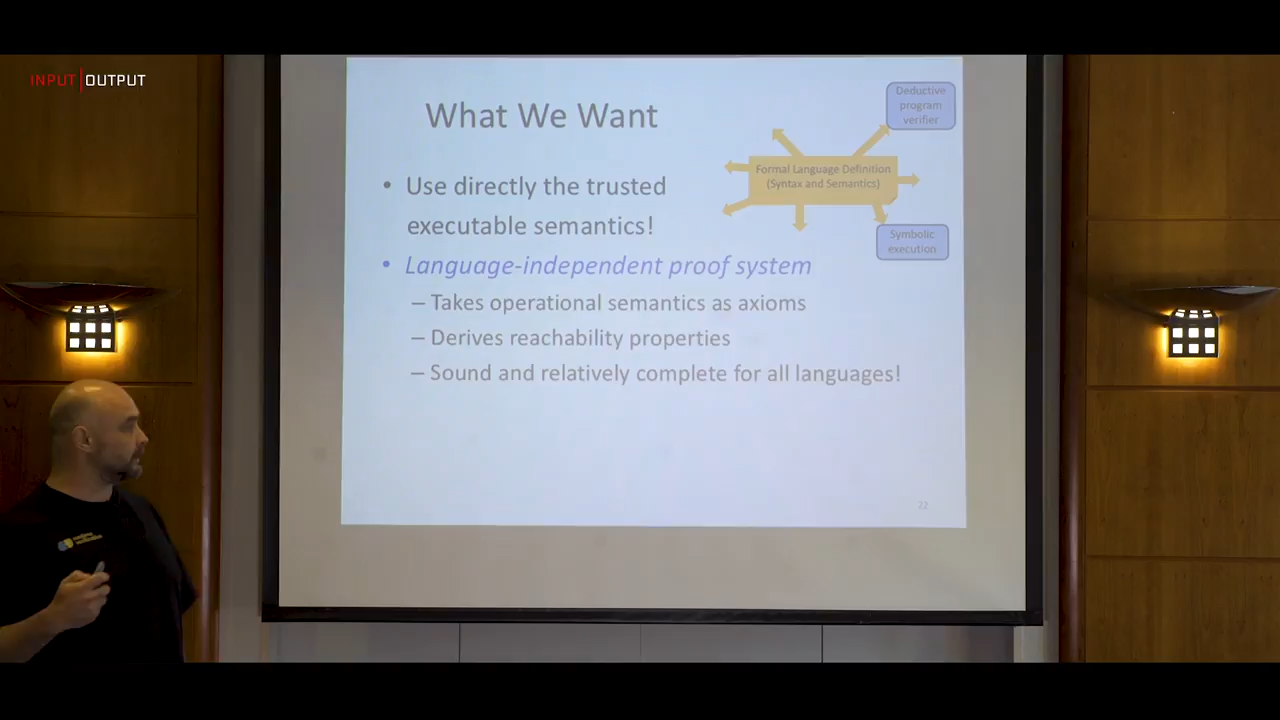 INPUT|OUTPUT
What We Want
Deductive
program
verifier
Formal Language Definition
(Syntax and Semantics)
• Use directly the trusted
executable semantics!
Symbolic
execution
• Language-independent proof system
– Takes operational semantics as axioms
– Derives reachability properties
– Sound and relatively complete for all languages!
22